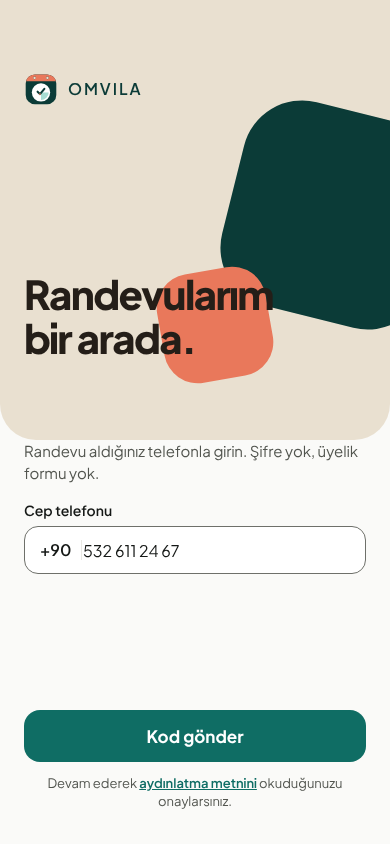 OMVILA
Randevularım
bir arada.
Randevu aldığınız telefonla girin. Şifre yok, üyelik
formu yok.
Cep telefonu
+90 532 611 24 67
Kod gönder
Devam ederek aydınlatma metnini okuduğunuzu
onaylarsınız.